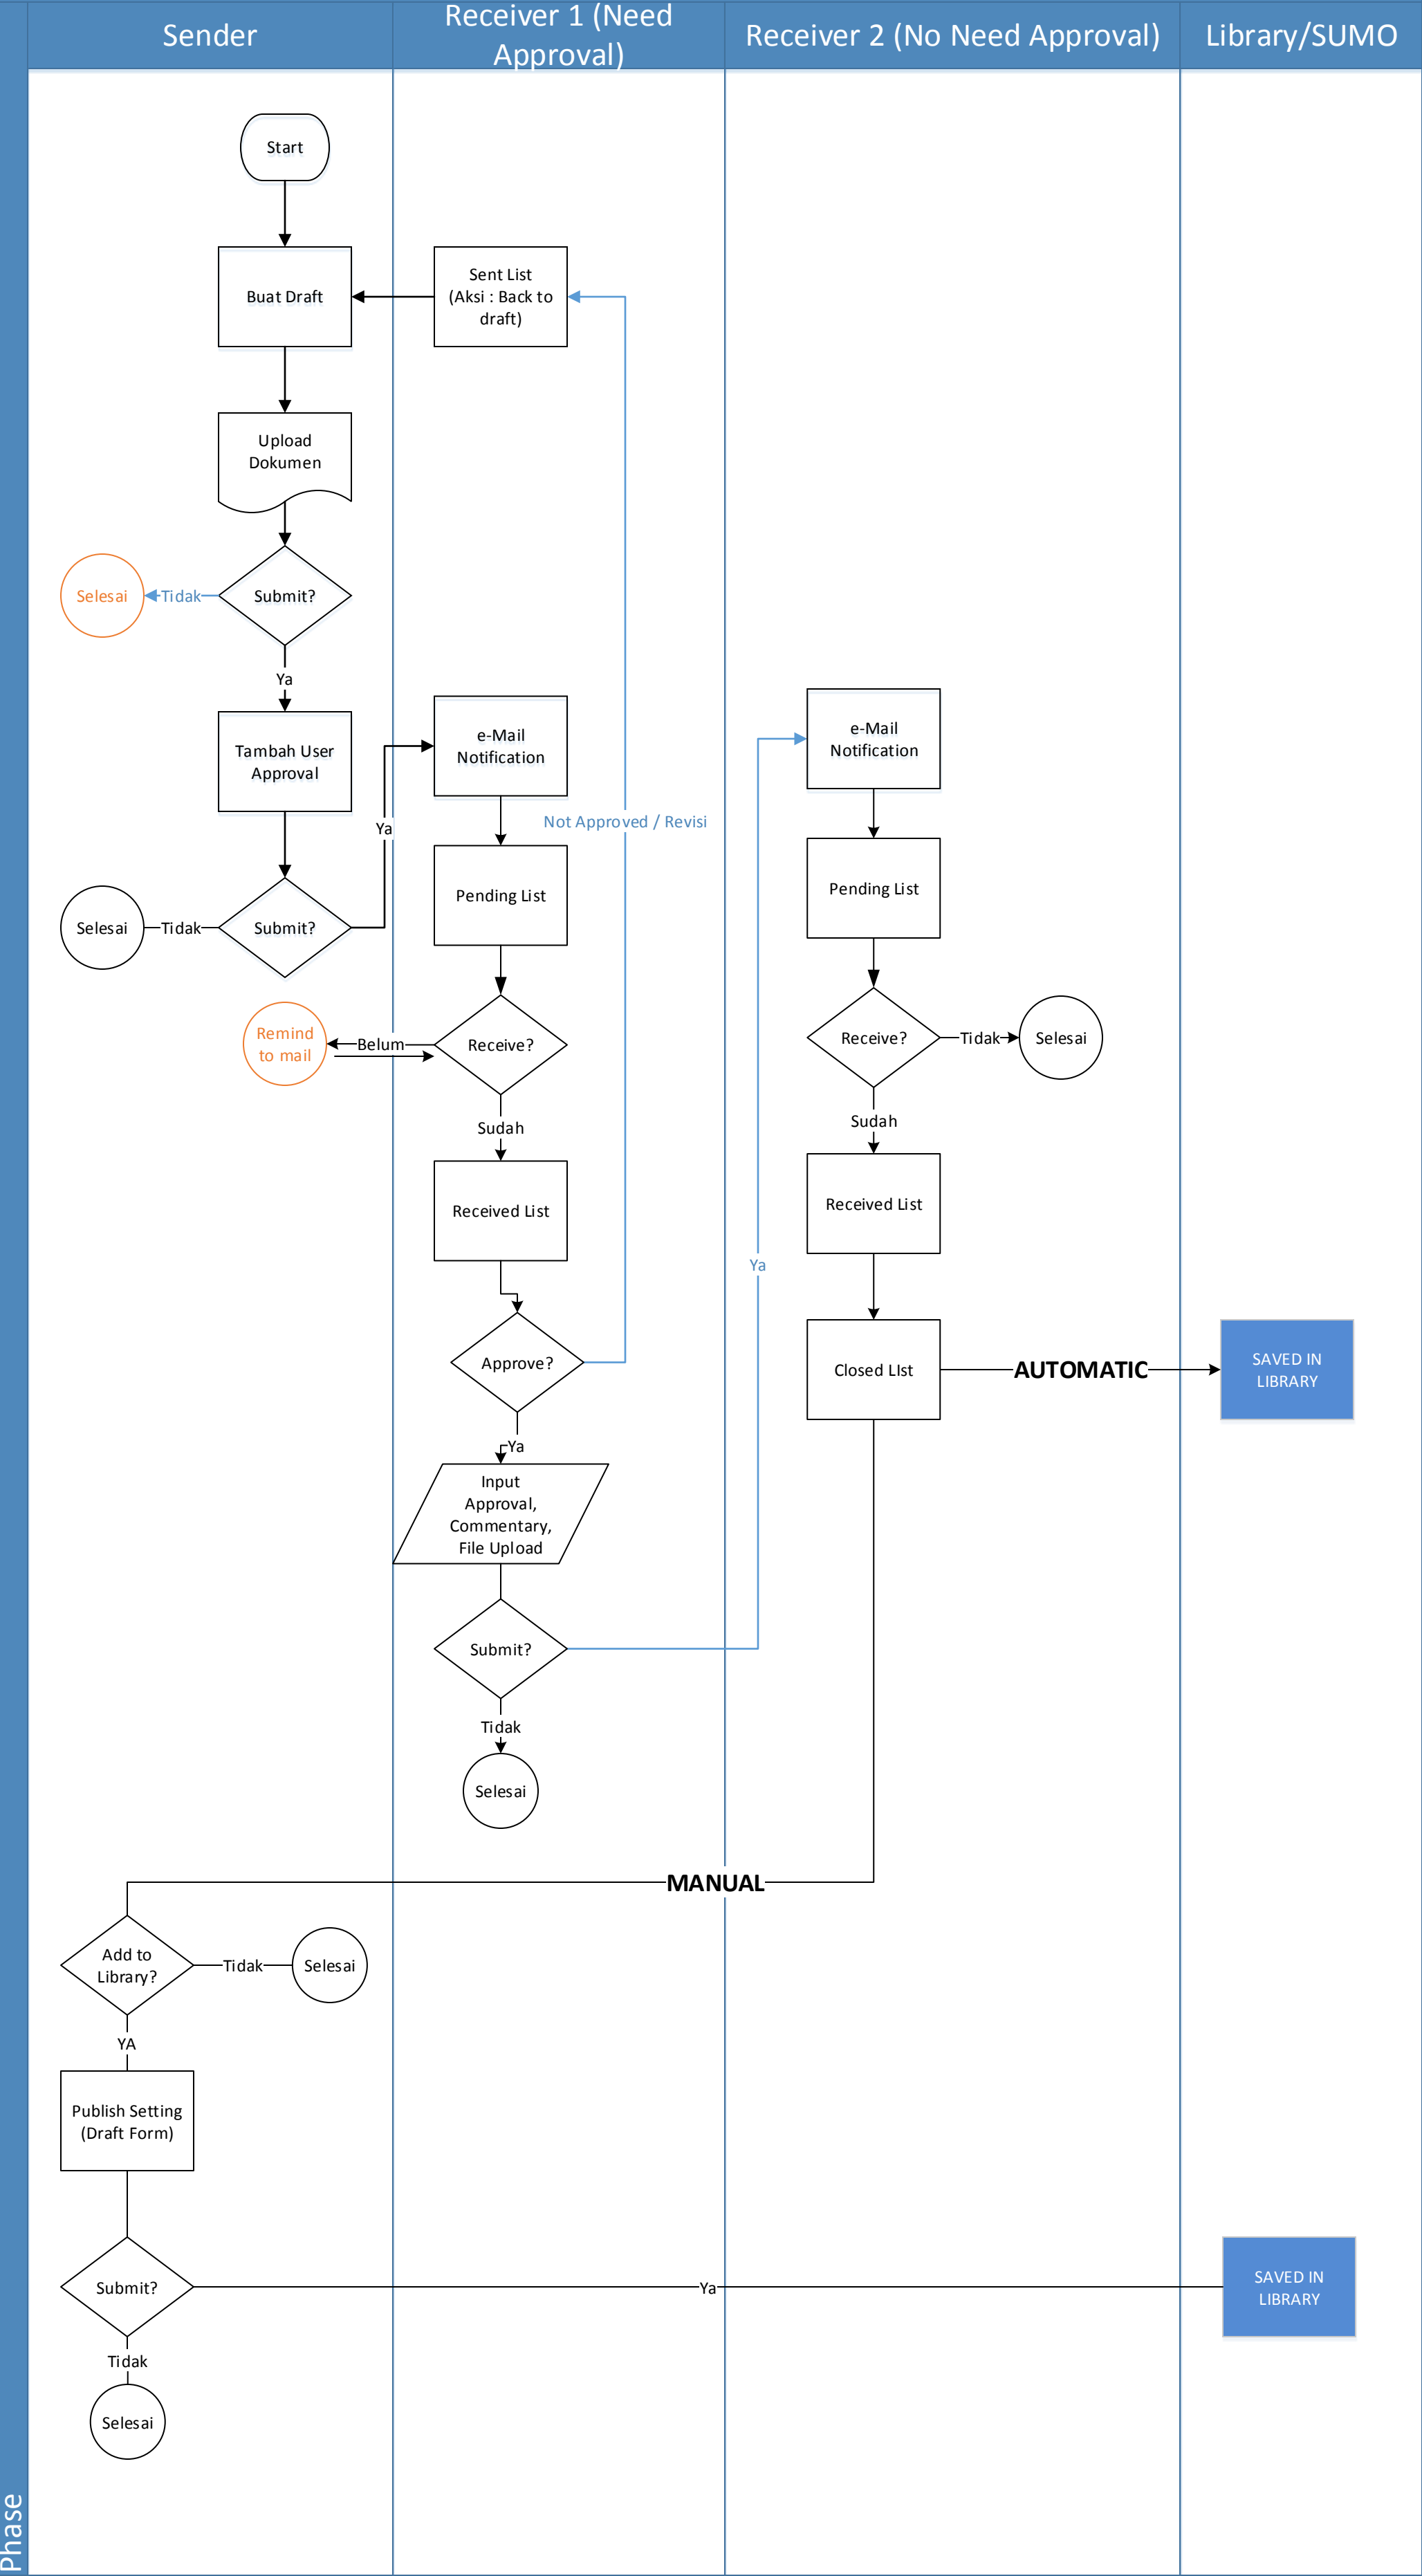 Sender
Receiver 1 (Need
Approval)
Receiver 2 (No Need Approval)
Library/SUMO
Start
Buat Draft
Sent List
(Aksi : Back to
draft)
Upload
Dokumen
Selesai
Tidak
Submit?
Ya
Tambah User
Approval
e-Mail
Notification
e-Mail
Notification
Ya
Not Approved / Revisi
Pending List
Pending List
Selesai
Tidak
Submit?
Remind
to mail
Belum
Receive?
Receive?
Tidak
Selesai
Sudah
Sudah
Received List
Received List
Ya
Approve?
Closed LIst
AUTOMATIC
SAVED IN
LIBRARY
Ya
Input
Approval,
Commentary,
File Upload
Submit?
Tidak
Selesai
MANUAL
Add to
Library?
Tidak
Selesai
YA
Publish Setting
(Draft Form)
Submit?
Ya
SAVED IN
LIBRARY
Tidak
Selesai
Phase